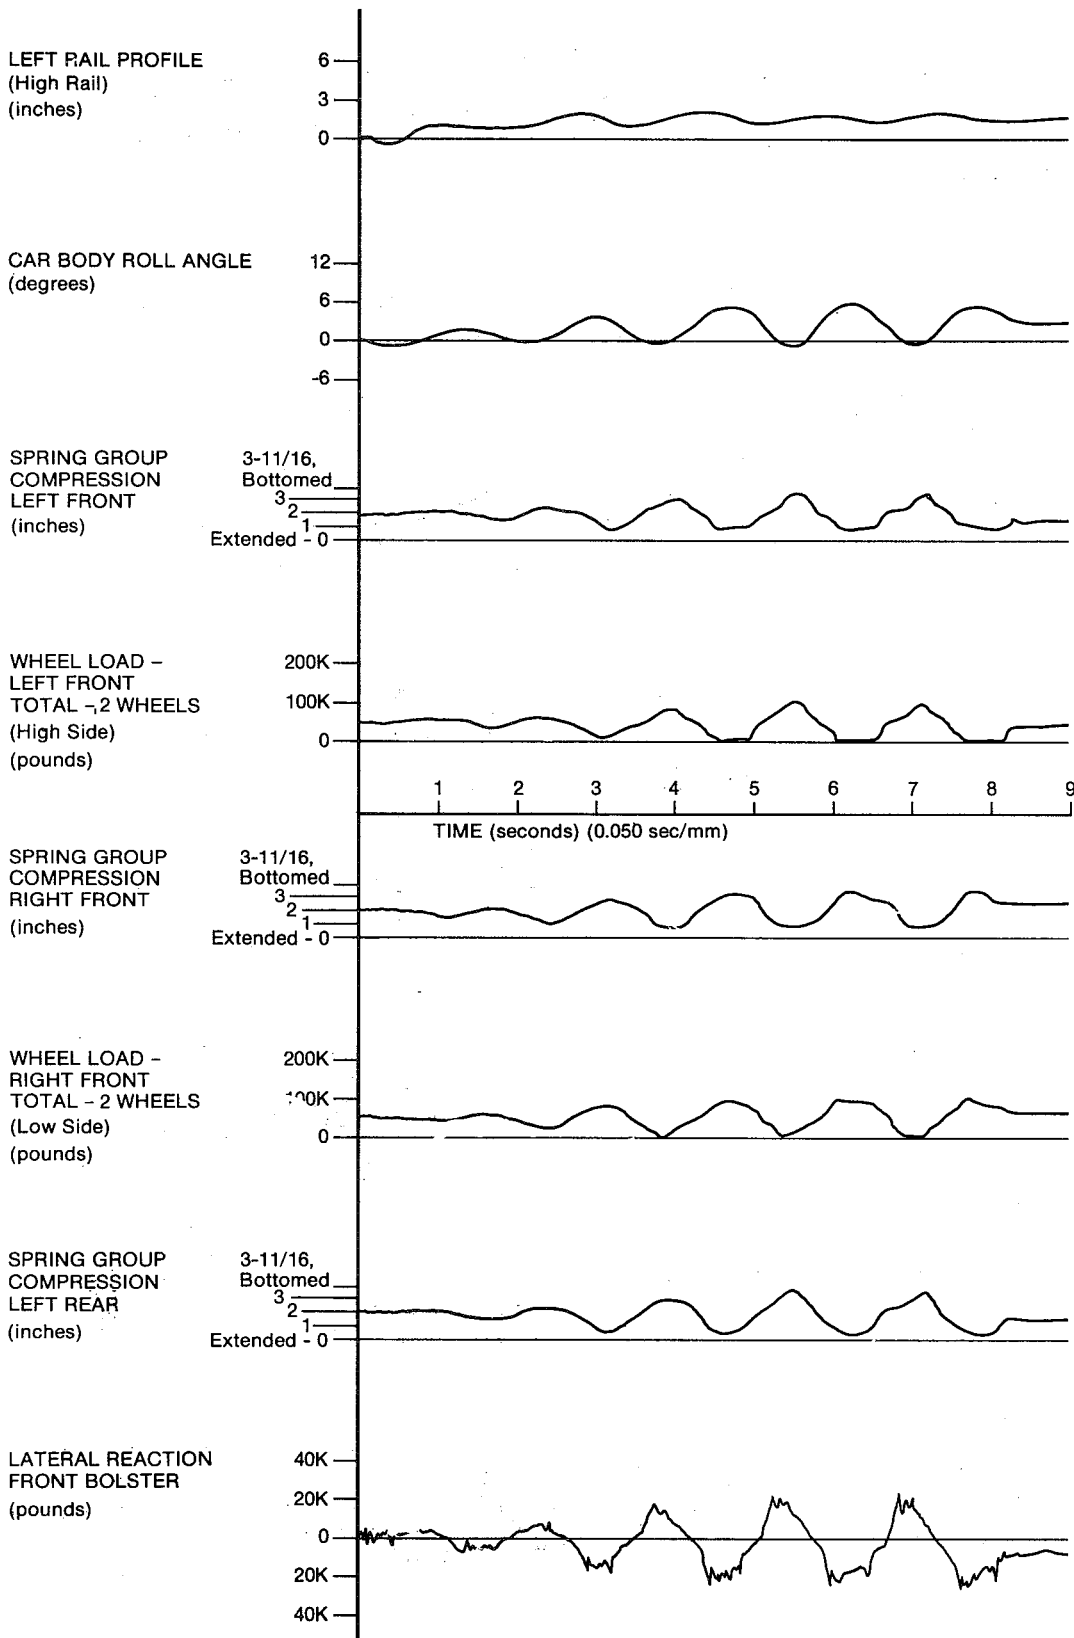 LEFT RAIL PROFILE
(High Rail)
(inches)
6
3
0
CAR BODY ROLL ANGLE
(degrees)
12
6
0
-6
SPRING GROUP
COMPRESSION
LEFT FRONT
(inches)
3-11/16,
Bottomed
3
2
1
Extended - 0
WHEEL LOAD –
LEFT FRONT
TOTAL –,2 WHEELS
(High Side)
(pounds)
200K
100K
0
1 2 3 4 5 6 7 8 9
TIME (seconds) (0.050 sec/mm)
SPRING GROUP
COMPRESSION
RIGHT FRONT
(inches)
3-11/16,
Bottomed
3
2
1
Extended - 0
WHEEL LOAD –
RIGHT FRONT
TOTAL – 2 WHEELS
(Low Side)
(pounds)
200K
100K
0
SPRING GROUP
COMPRESSION
LEFT REAR
(inches)
3-11/16,
Bottomed
3
2
1
Extended - 0
LATERAL REACTION
FRONT BOLSTER
(pounds)
40K
20K
0
20K
40K